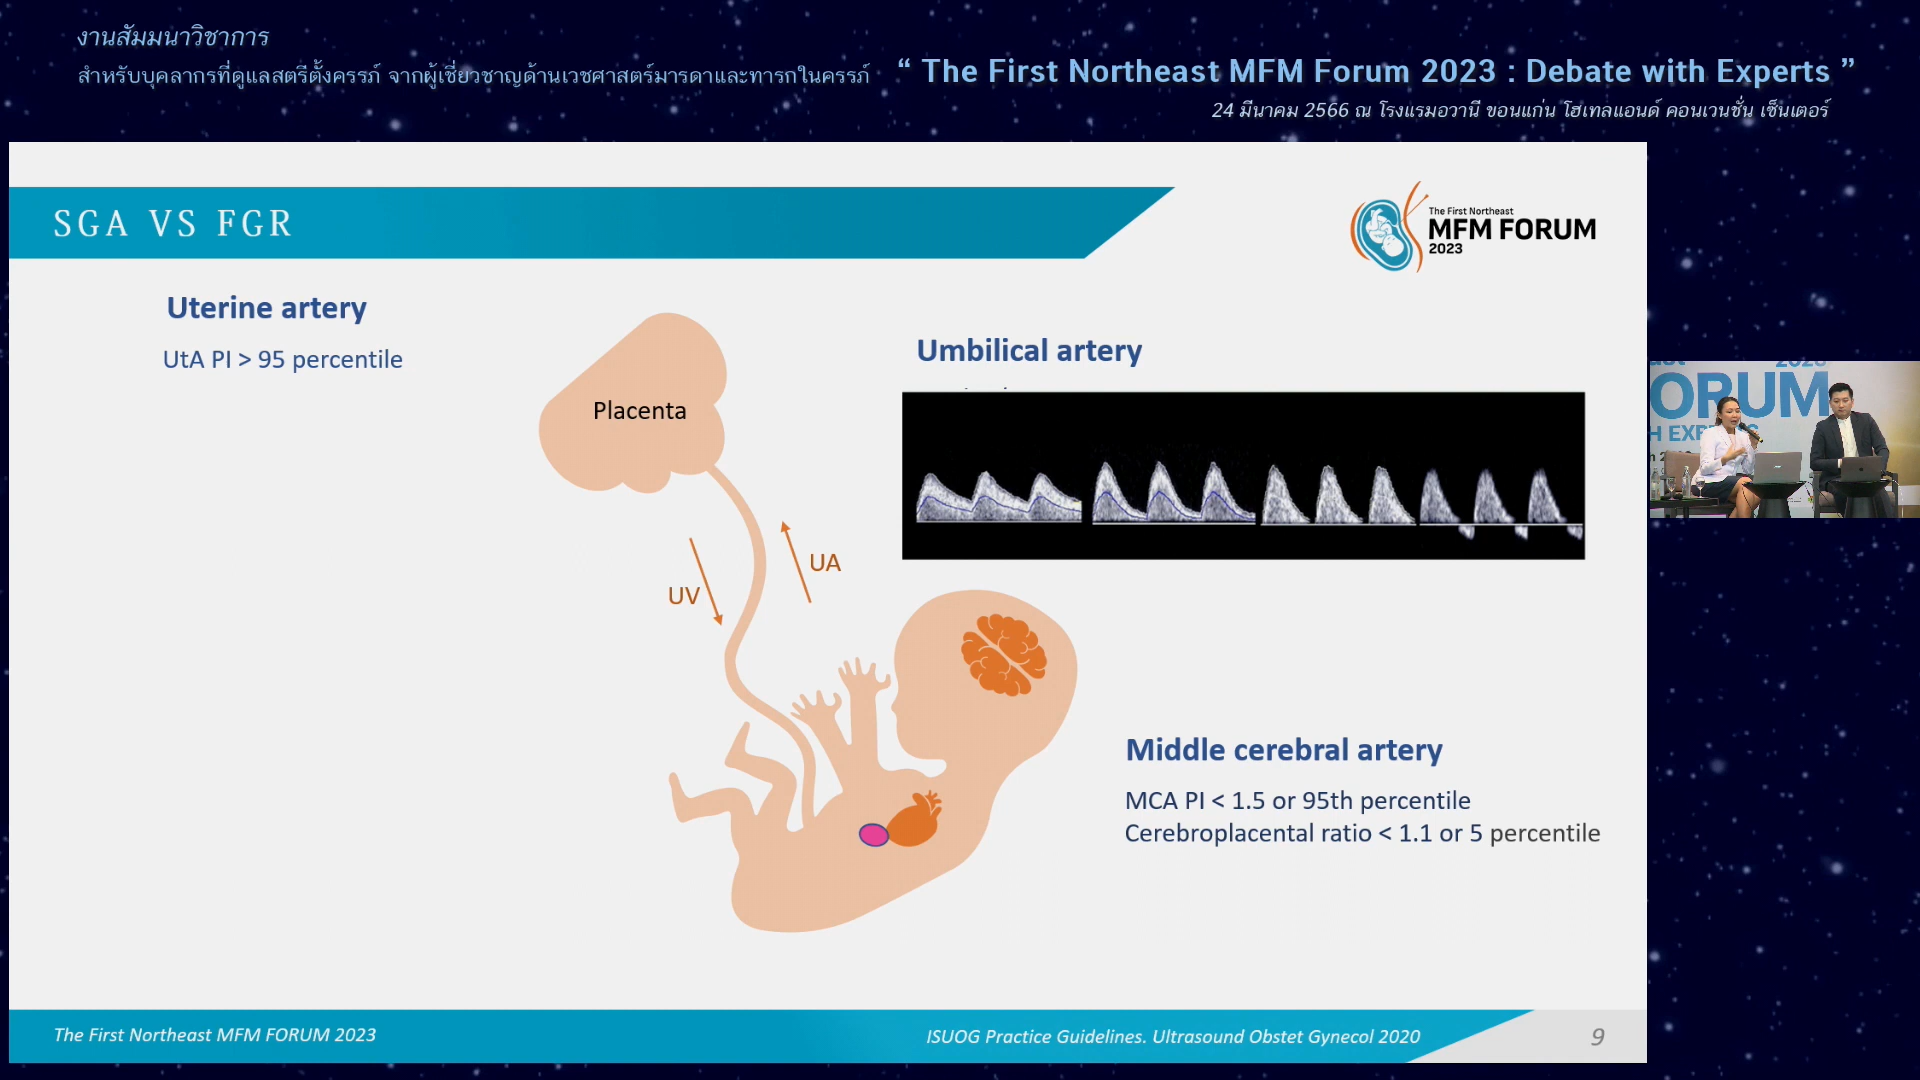 งานสัมมนาวิชาการ
สำหรับบุคลากรที่ดูแลสตรีตั้งครรภ์ จากผู้เชี่ยวชาญด้านเวชศาสตร์มารดาและทารกในครรภ์
“ The First Northeast MFM Forum 2023 : Debate with Experts ”
24 มีนาคม 2566 ณ โรงแรมอวานี ขอนแก่น โฮเทลแอนด์ คอนเวนชั่น เซ็นเตอร์
SGA VS FGR
The First Northeast
MFM FORUM
2023
Uterine artery
UtA PI > 95 percentile
Placenta
Umbilical artery
UA
UV
Middle cerebral artery
MCA PI < 1.5 or 95th percentile
Cerebroplacental ratio < 1.1 or 5 percentile
The First Northeast MFM FORUM 2023
ISUOG Practice Guidelines. Ultrasound Obstet Gynecol 2020
9
ORUM